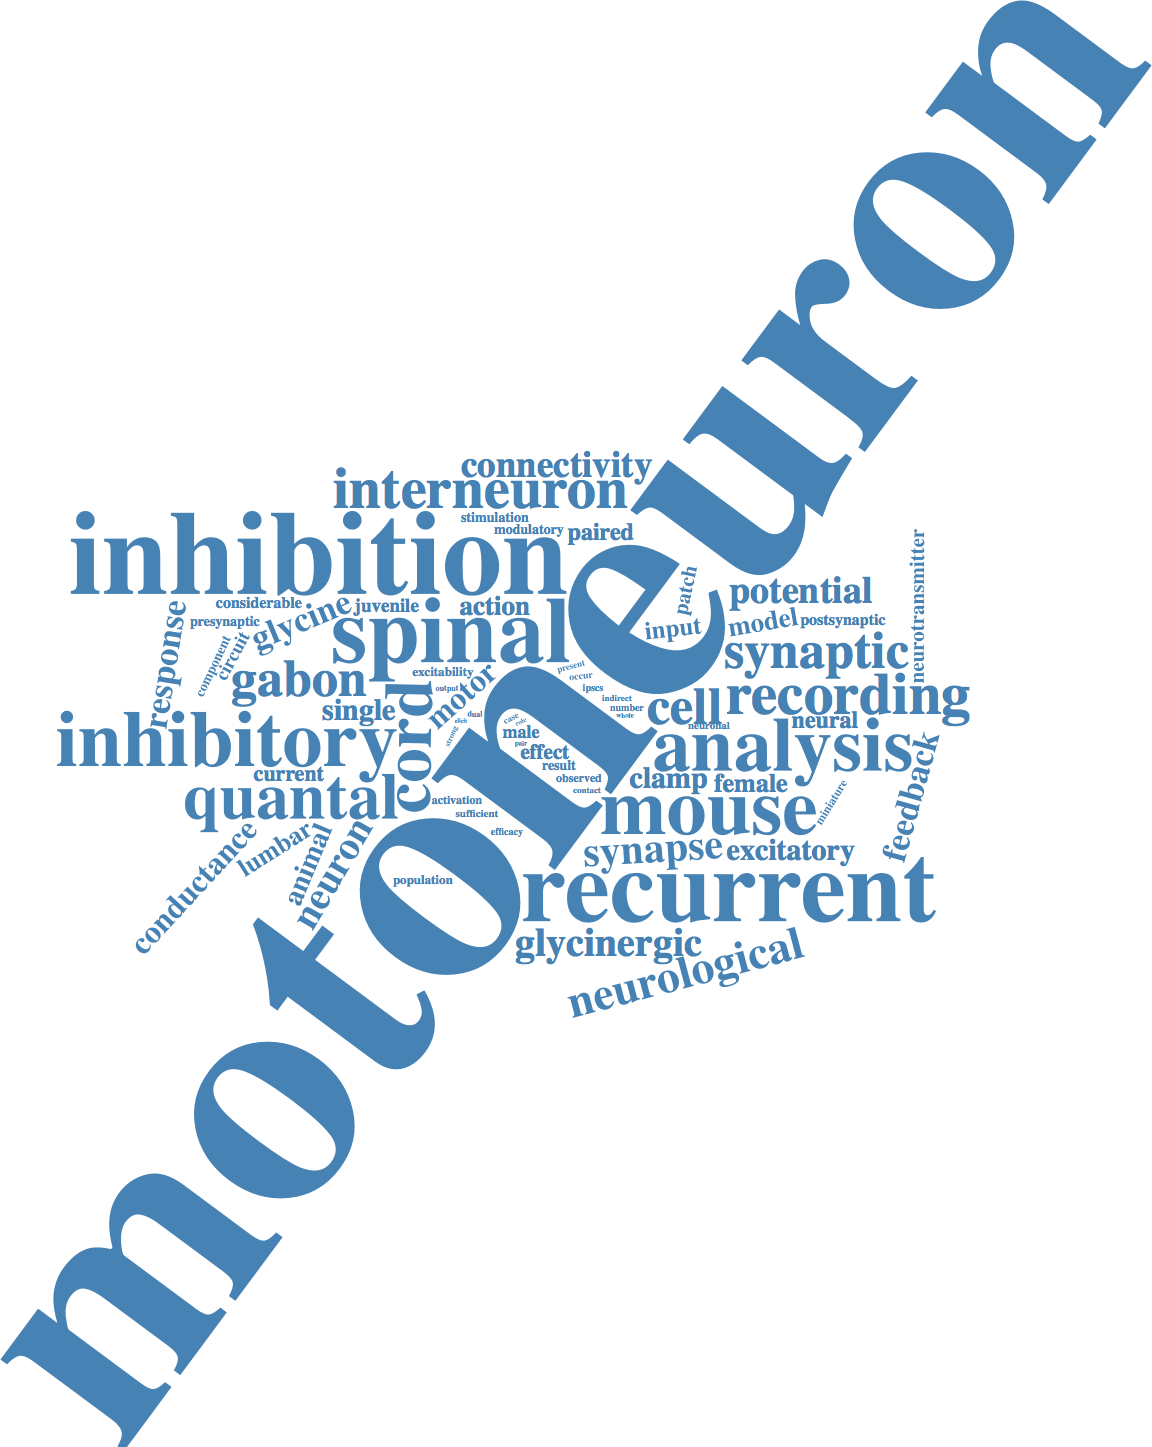 motoneuron
connectivity
interneuron
stimulation
modulatory
paired
inhibition
patch
potential
neurotransmitter
considerable
glycine
juvenile
action
presynaptic
response
spinal
input
model
postsynaptic
component
circuit
synaptic
gabon
excitability
present
occur
output
motor
ipscs
single
indirect
number
whole
cell
recording
dual
elicit
case
role
neuronal
neural
inhibitory
cord
strong
male
pair
effect
analysis
result
current
observed
clamp
female
feedback
quantal
contact
activation
sufficient
mouse
miniature
efficacy
conductance
lumbar
animal
neuron
synapse
excitatory
population
recurrent
glycinergic
neurological